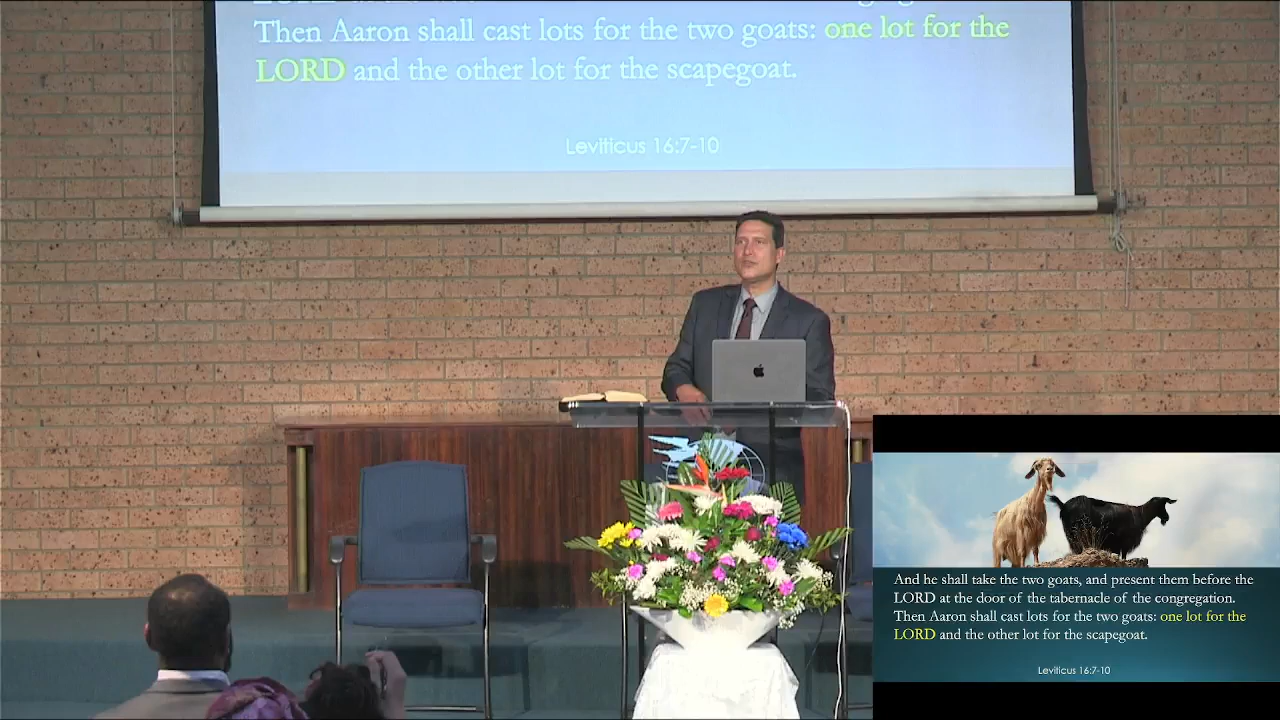 Then Aaron shall cast lots for the two goats: one lot for the
LORD and the other lot for the scapegoat.
Leviticus 16:7-10
And he shall take the two goats, and present them before the
LORD at the door of the tabernacle of the congregation.
Then Aaron shall cast lots for the two goats: one lot for the
LORD and the other lot for the scapegoat.
Leviticus 16:7-10